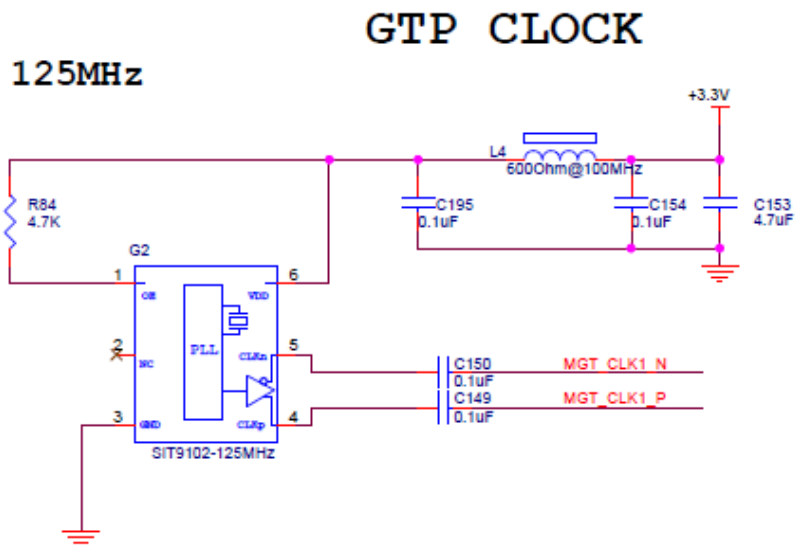 GTP CLOCK
125MHz
+3.3V
L4
600Ohm@100MHz
R84
4.7K
C195
0.1uF
C154
0.1uF
C153
4.7uF
G2
1
OE
VDD
6
2
NC
PLL
CLKn
5
3
GND
CLKp
4
SIT9102-125MHz
C150
0.1uF
MGT_CLK1_N
C149
0.1uF
MGT_CLK1_P